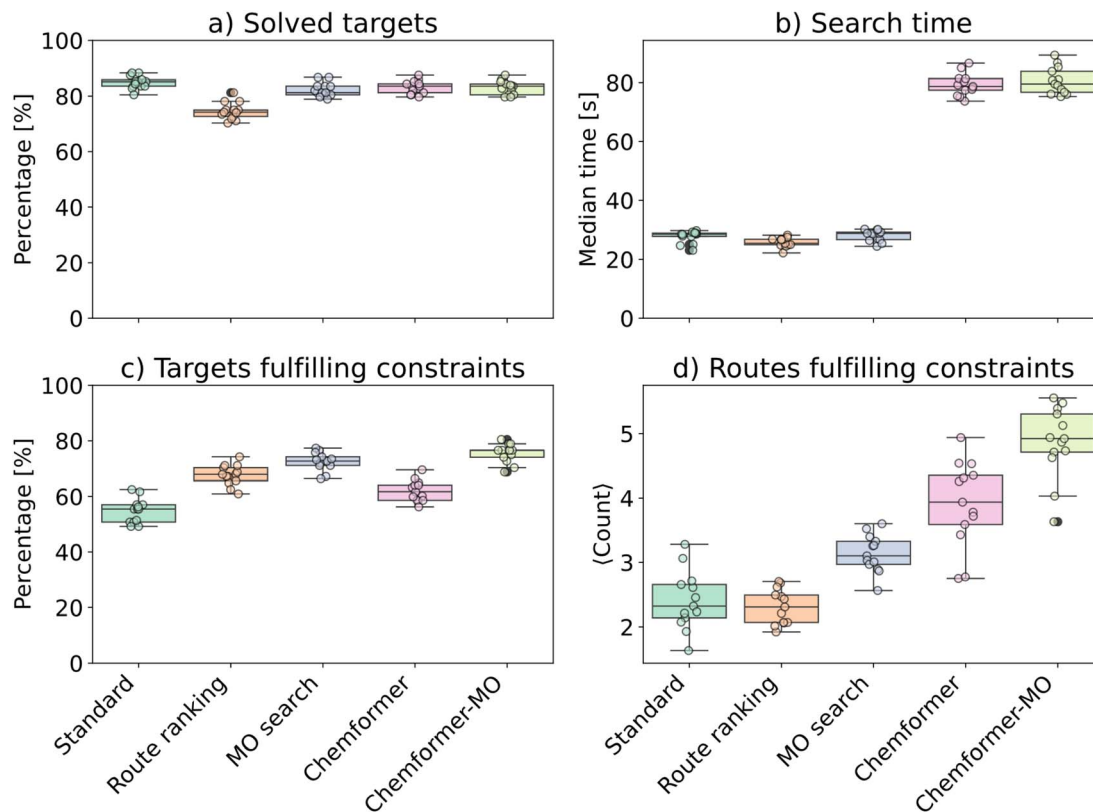 a) Solved targets
Percentage [%]
100
80
60
40
20
0
b) Search time
Median time [s]
80
60
40
20
0
c) Targets fulfilling constraints
Percentage [%]
100
80
60
40
20
0
Standard
Route ranking
MO search
Chemformer
Chemformer-MO
d) Routes fulfilling constraints
⟨Count⟩
5
4
3
2
Standard
Route ranking
MO search
Chemformer
Chemformer-MO